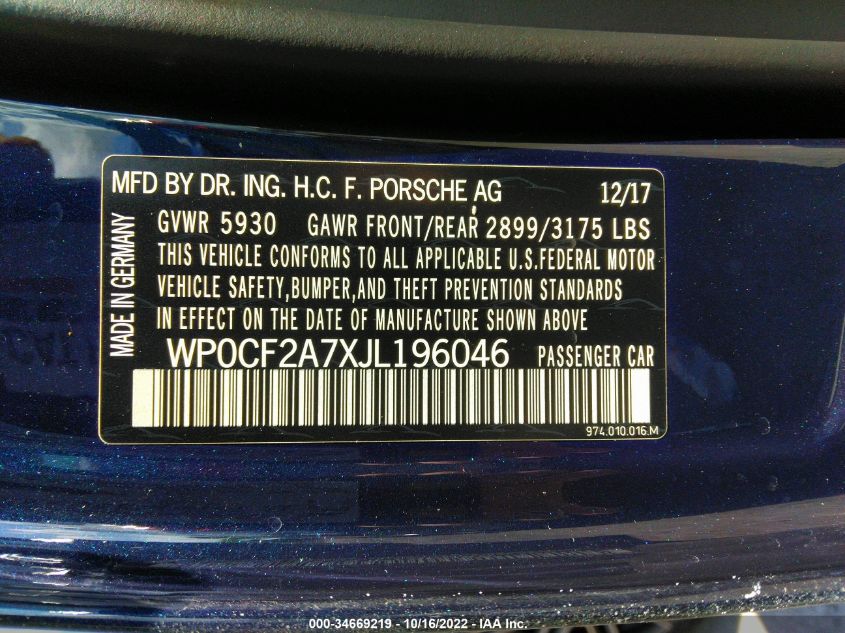 MFD BY DR. ING. H.C. F. PORSCHE AG 12/17
GVWR 5930 GAWR FRONT/REAR 2899/3175 LBS
THIS VEHICLE CONFORMS TO ALL APPLICABLE U.S.FEDERAL MOTOR
VEHICLE SAFETY,BUMPER,AND THEFT PREVENTION STANDARDS
IN EFFECT ON THE DATE OF MANUFACTURE SHOWN ABOVE
MADE IN GERMANY
WP0CF2A7XJL196046 PASSENGER CAR
974.010.016.M
000-34669219 - 10/16/2022 - IAA Inc.